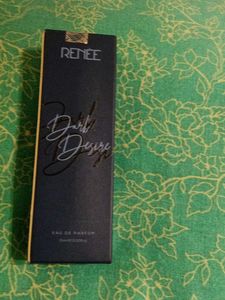 RENÉE
Dark
Desire
EAU DE PARFUM